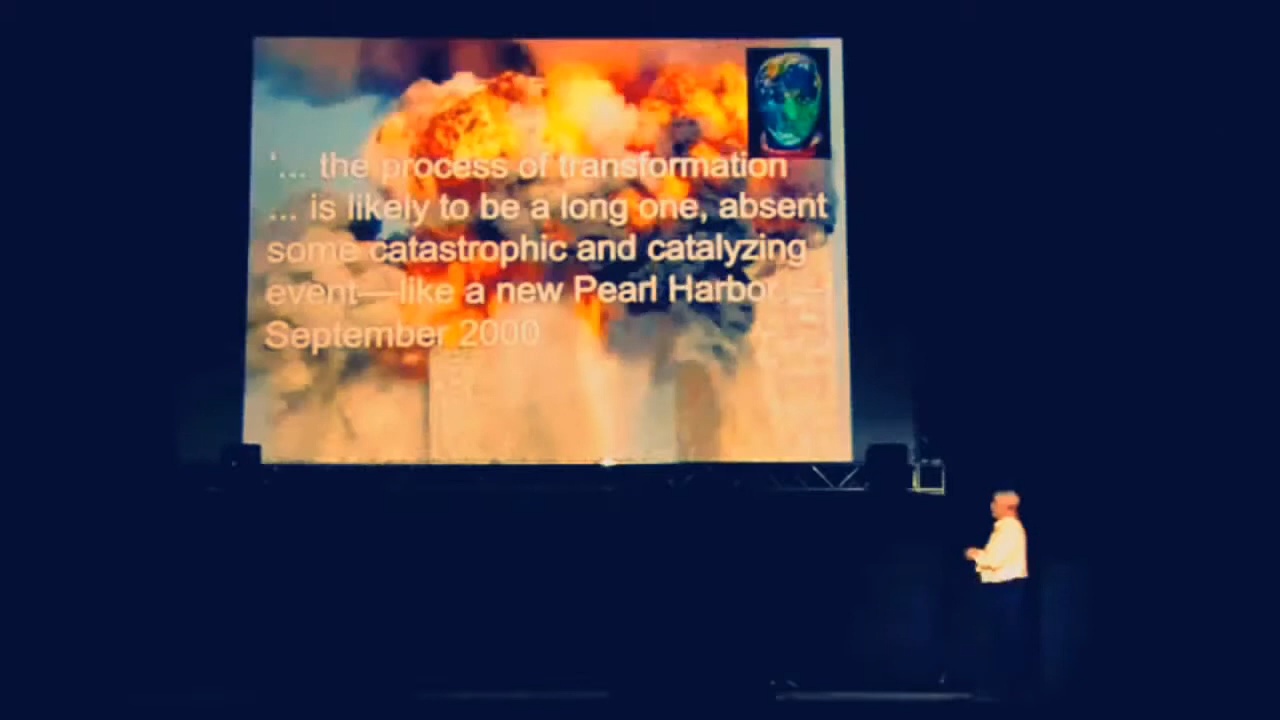 '... the process of transformation
... is likely to be a long one, absent
some catastrophic and catalyzing
event—like a new Pearl Harbor
September 2000